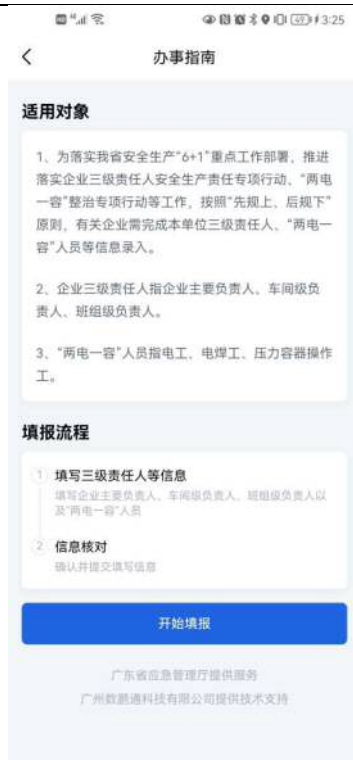 3:25
办事指南
适用对象
1、为落实我省安全生产“6+1”重点工作部署，推进
落实企业三级责任人安全生产责任专项行动、“两电
一容”整治专项行动等工作，按照“先规上、后规下”
原则，有关企业需完成本单位三级责任人、“两电一
容”人员等信息录入。
2、企业三级责任人指企业主要负责人、车间级负
责人、班组级负责人。
3、“两电一容”人员指电工、电焊工、压力容器操作
工。
填报流程
1 填写三级责任人等信息
填写企业主要负责人、车间级负责人、班组级负责人以
及“两电一容”人员
2 信息核对
确认并提交填写信息
开始填报
广东省应急管理厅提供服务
广州数鹏通科技有限公司提供技术支持